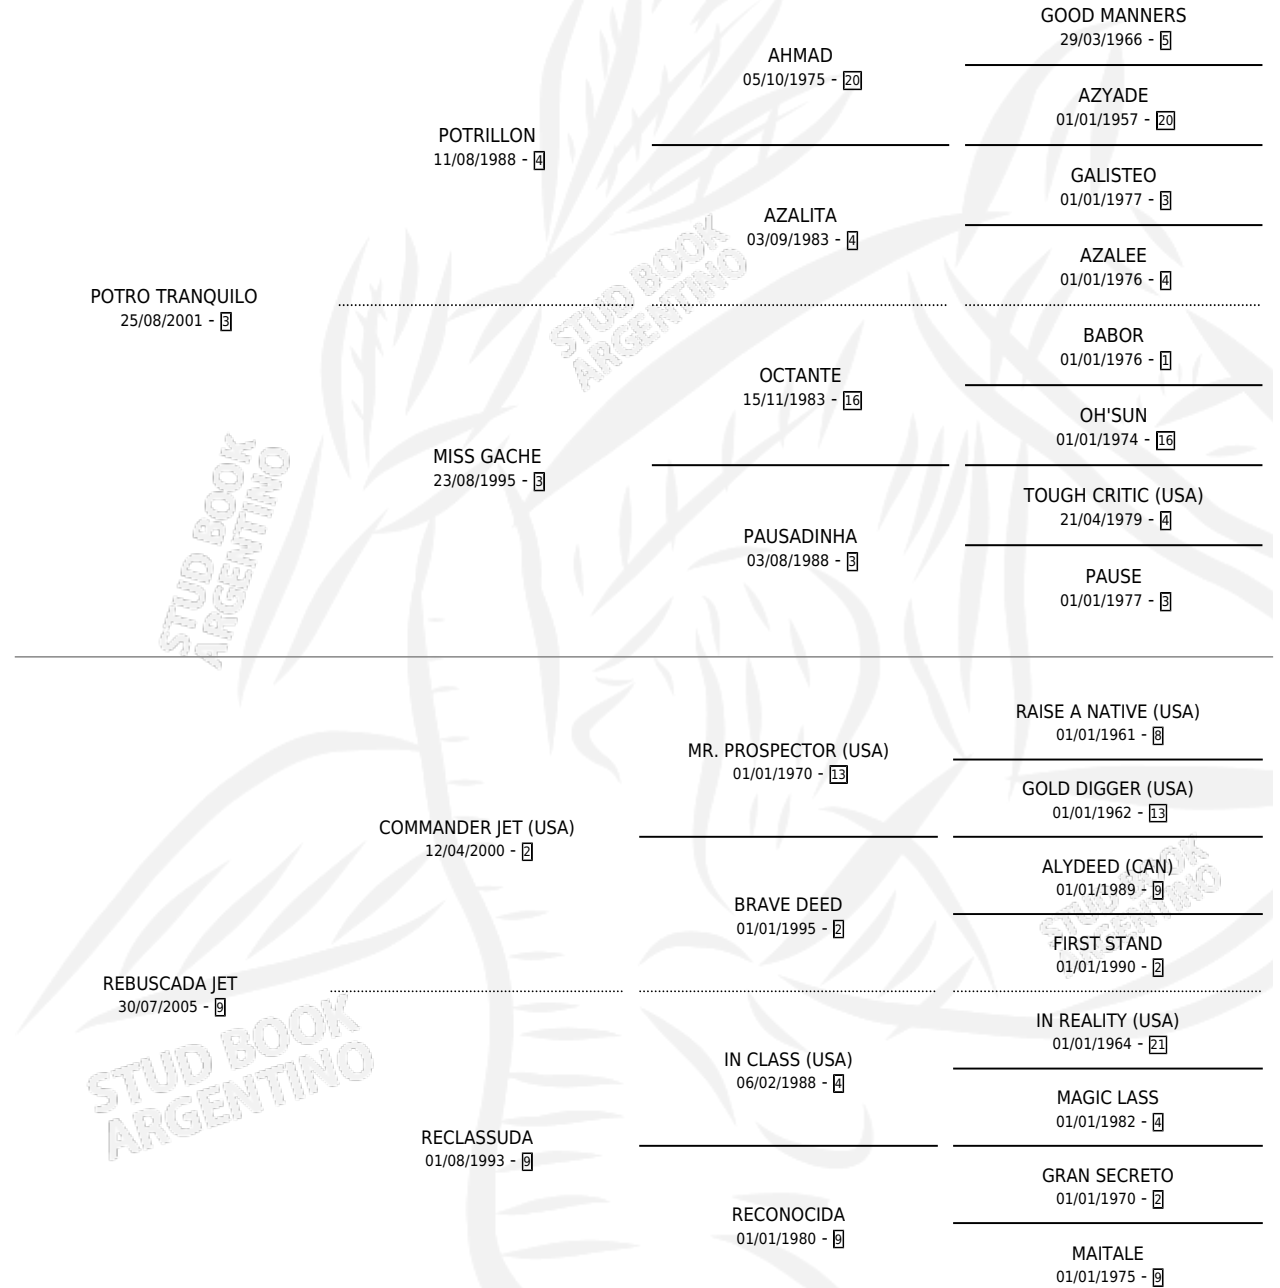 GOOD MANNERS
29/03/1966 - 5
AHMAD
05/10/1975 - 20
AZYADE
01/01/1957 - 20
POTRILLON
11/08/1988 - 4
GALISTEO
01/01/1977 - 3
AZALITA
03/09/1983 - 4
AZALEE
01/01/1976 - 4
POTRO TRANQUILO
25/08/2001 - 3
STUD BOOK
ARGENTINO
BABOR
01/01/1976 - 1
OCTANTE
15/11/1983 - 16
OH'SUN
01/01/1974 - 16
MISS GACHE
23/08/1995 - 3
TOUGH CRITIC (USA)
21/04/1979 - 4
PAUSADINHA
03/08/1988 - 3
PAUSE
01/01/1977 - 3
STUD BOOK
ARGENTINO
RAISE A NATIVE (USA)
01/01/1961 - 8
MR. PROSPECTOR (USA)
01/01/1970 - 13
GOLD DIGGER (USA)
01/01/1962 - 13
COMMANDER JET (USA)
12/04/2000 - 2
ALYDEED (CAN)
01/01/1989 - 9
BRAVE DEED
01/01/1995 - 2
FIRST STAND
01/01/1990 - 2
STUD BOOK
ARGENTINO
REBUSCADA JET
30/07/2005 - 9
STUD BOOK
ARGENTINO
IN REALITY (USA)
01/01/1964 - 21
IN CLASS (USA)
06/02/1988 - 4
MAGIC LASS
01/01/1982 - 4
RECLASSUDA
01/08/1993 - 9
GRAN SECRETO
01/01/1970 - 2
RECONOCIDA
01/01/1980 - 9
MAITALE
01/01/1975 - 9